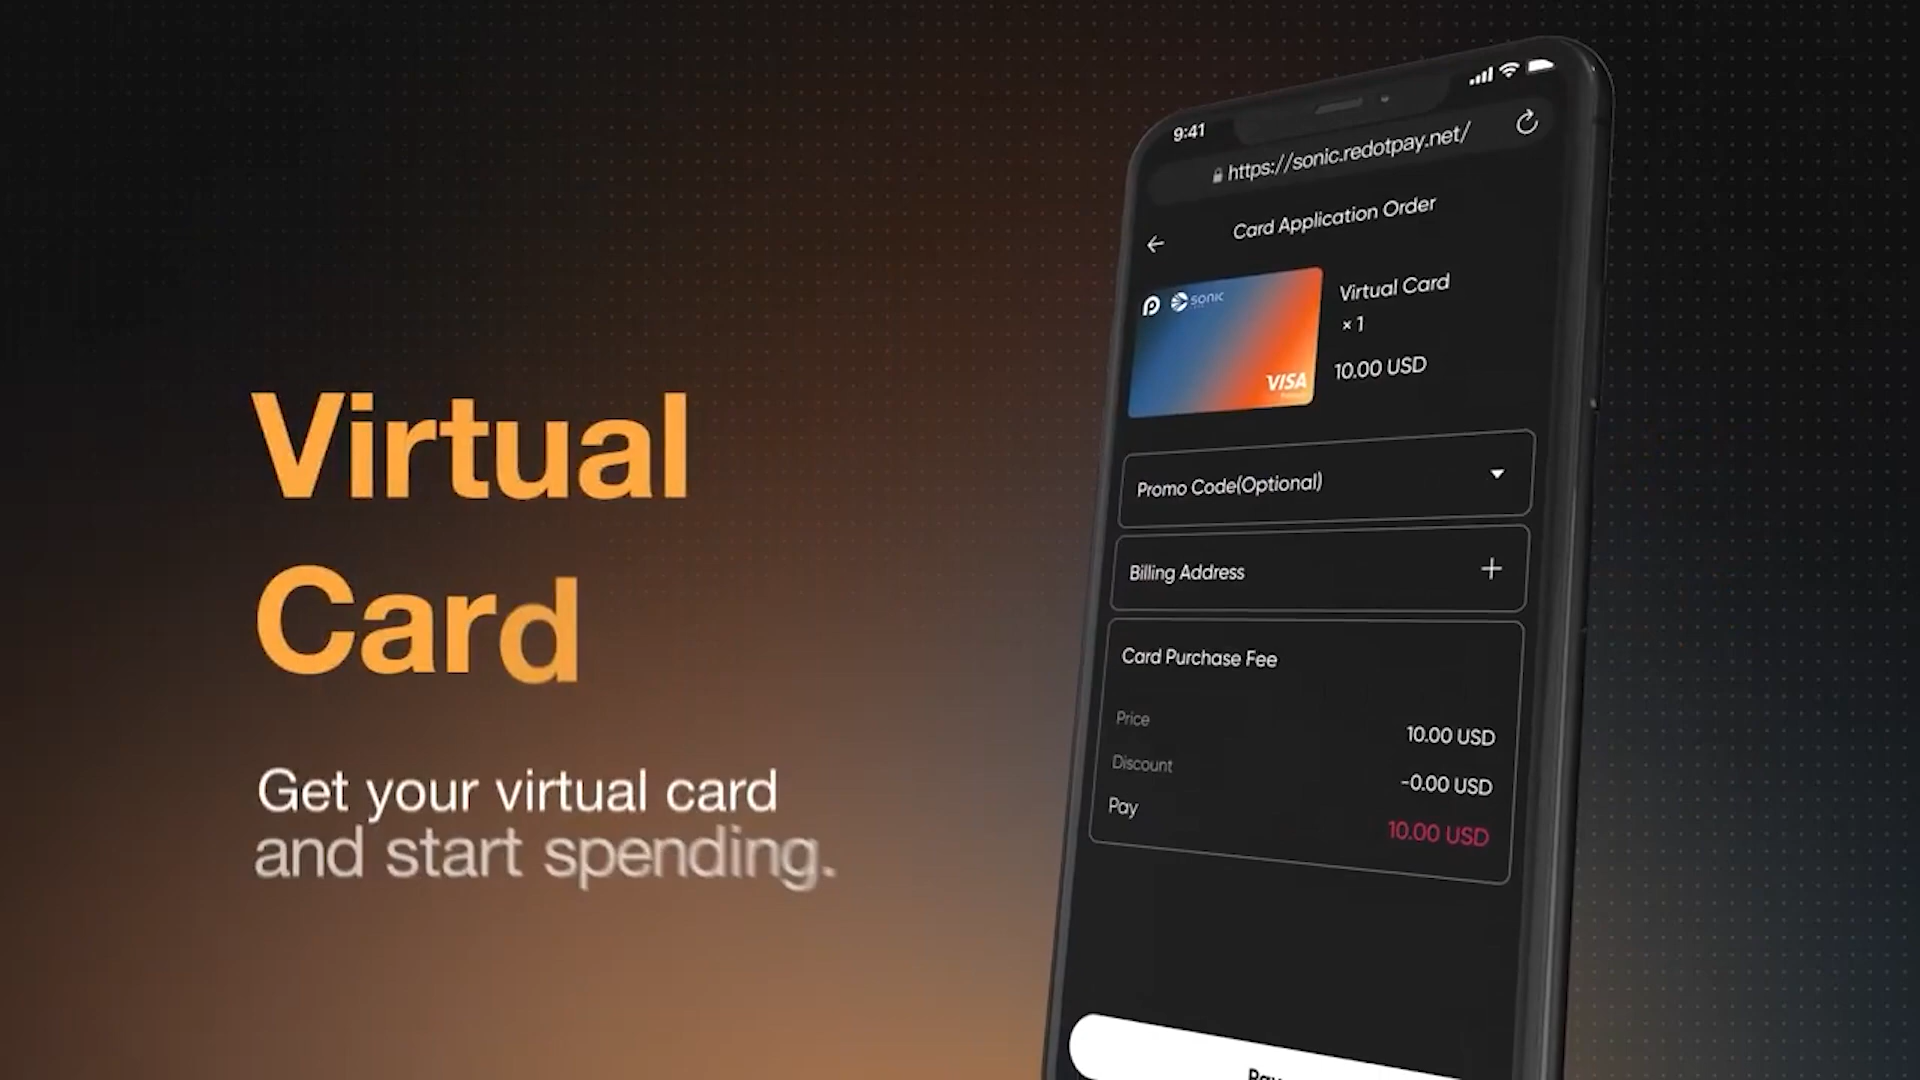 Virtual
Card
Get your virtual card
and start spending.
9:41
https://sonic.redotpay.net/
Card Application Order
SONIC
VISA
Virtual Card
× 1
10.00 USD
Promo Code(Optional)
Billing Address
Card Purchase Fee
Price
10.00 USD
Discount
-0.00 USD
Pay
10.00 USD